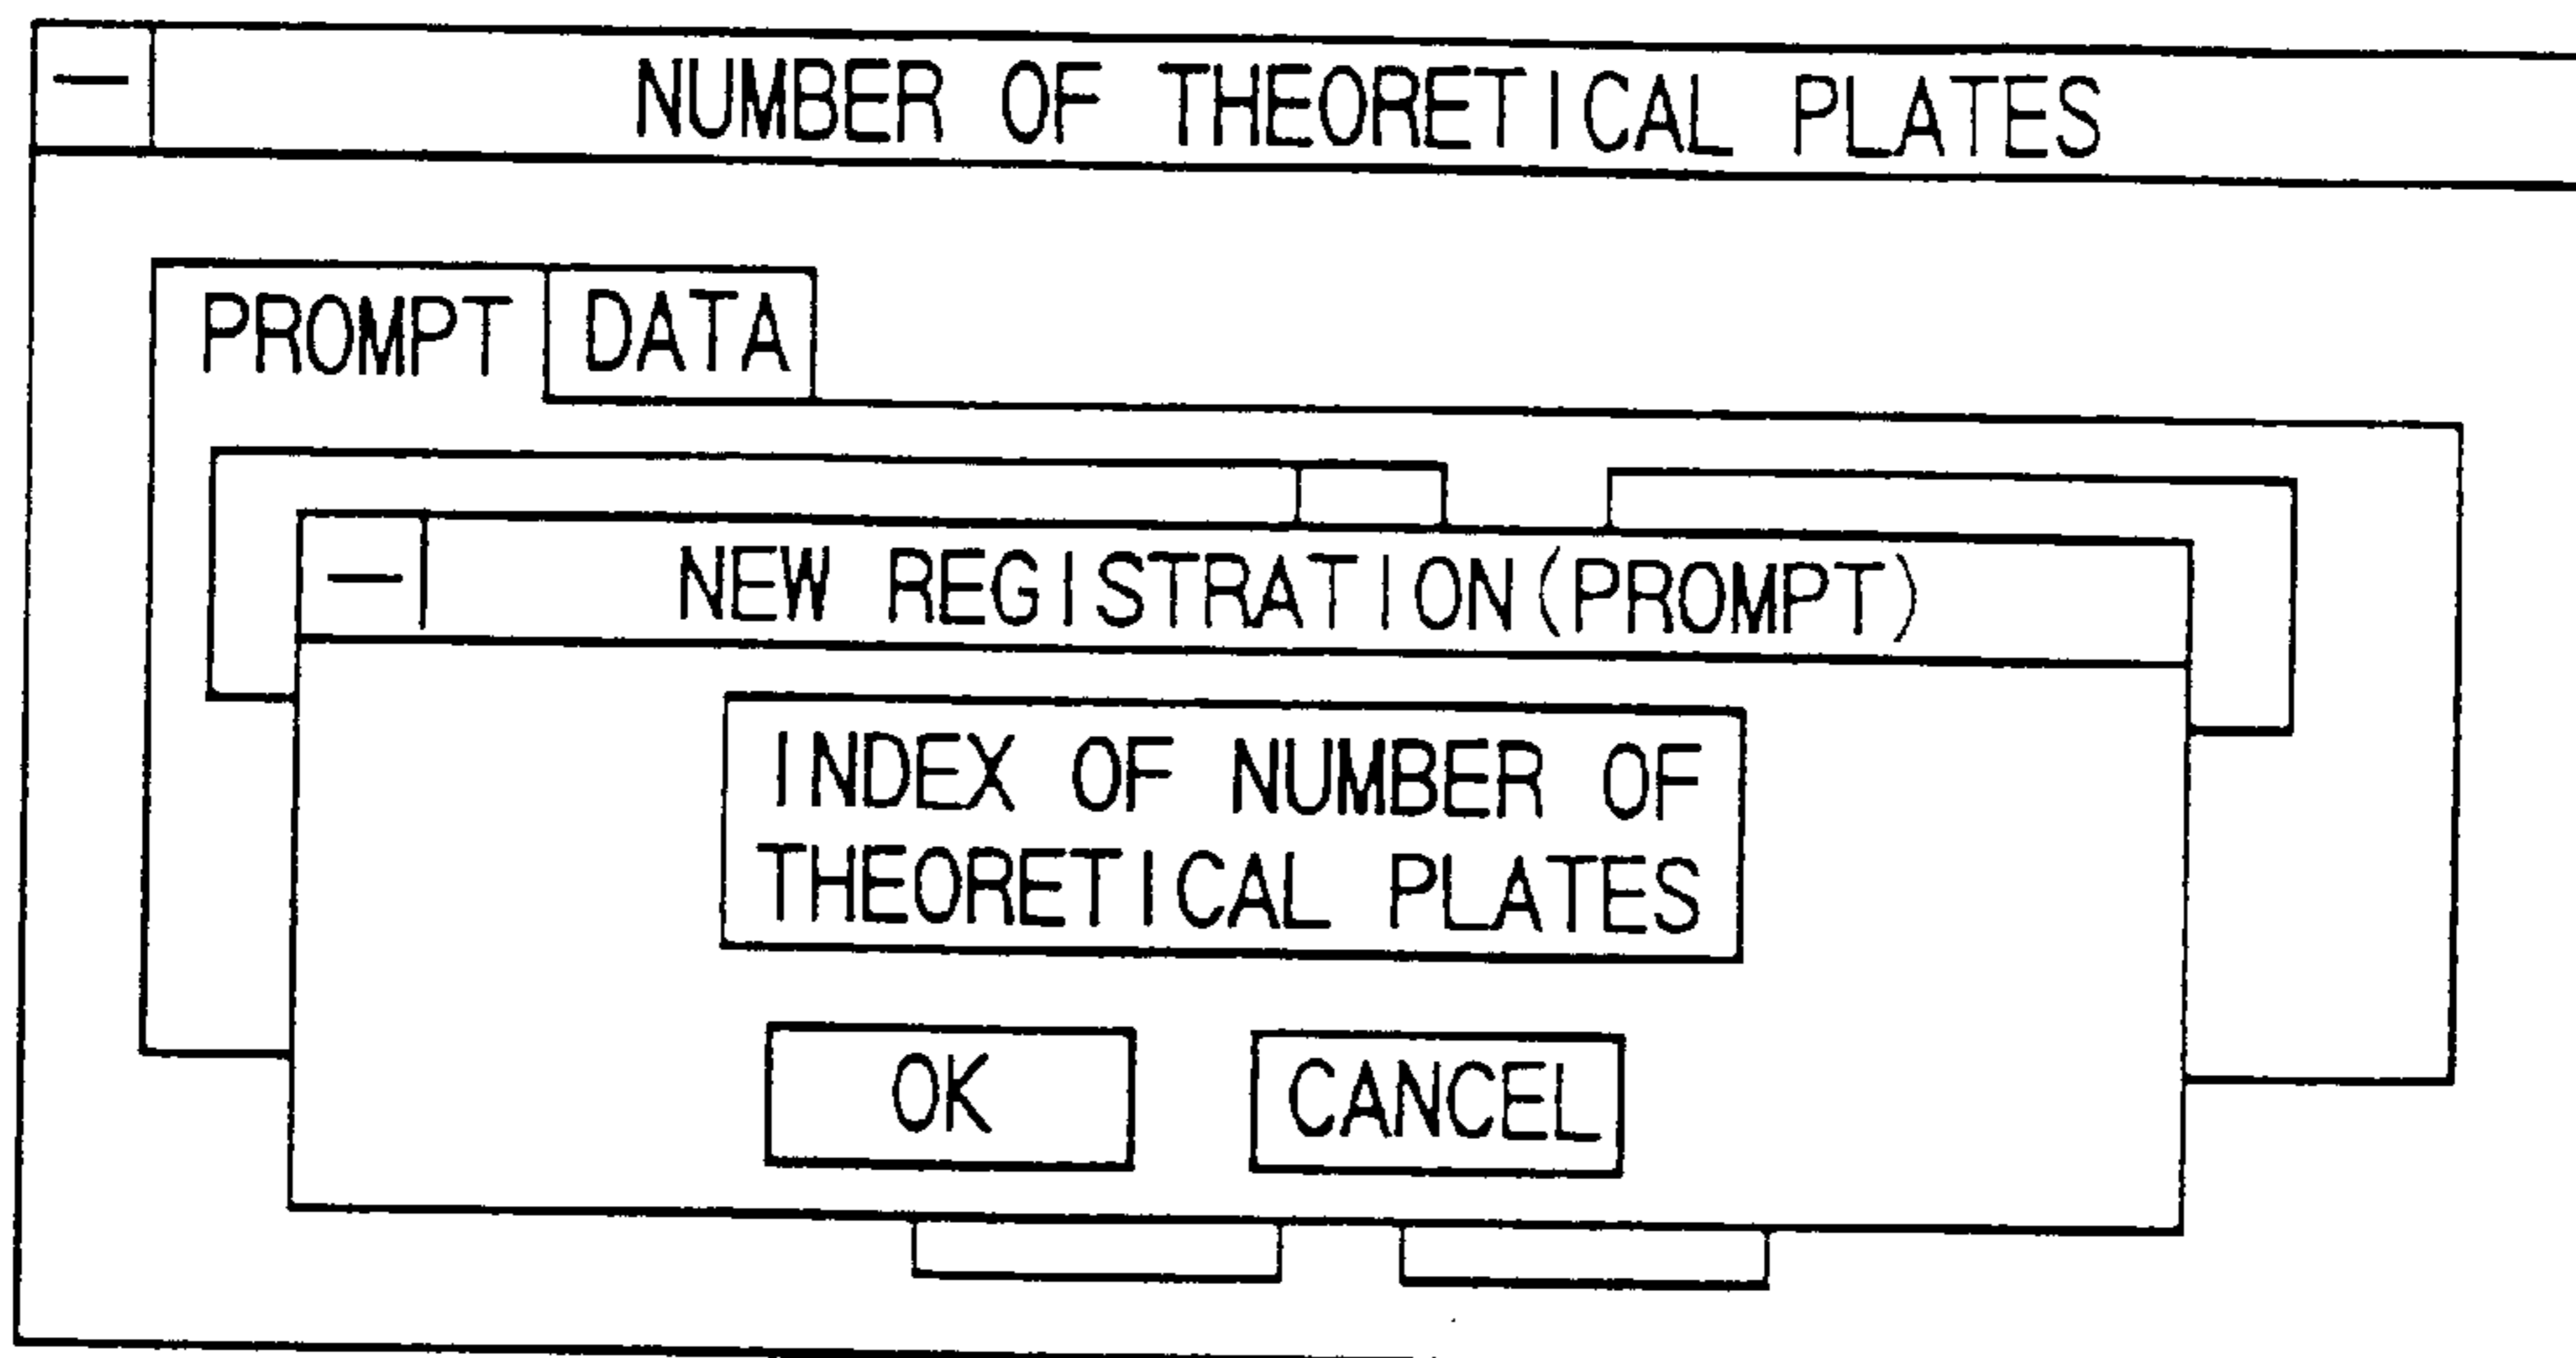 NUMBER OF THEORETICAL PLATES
PROMPT DATA
NEW REGISTRATION(PROMPT)
INDEX OF NUMBER OF
THEORETICAL PLATES
OK CANCEL